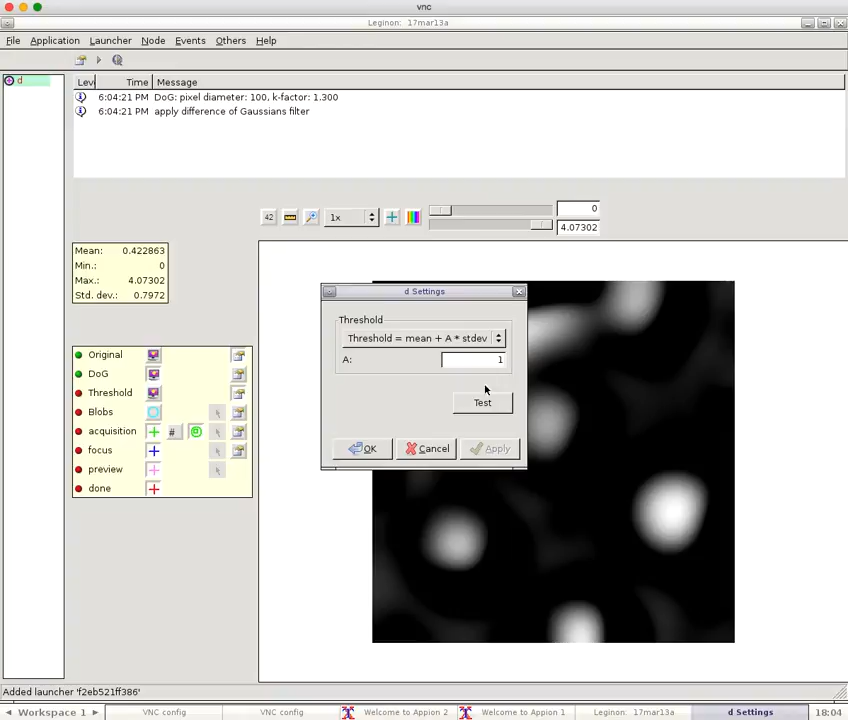 vnc
Leginon: 17mar13a
File Application Launcher Node Events Others Help
d
Lev Time Message
6:04:21 PM DoG: pixel diameter: 100, k-factor: 1.300
6:04:21 PM apply difference of Gaussians filter
42 1x 0
4.07302
Mean: 0.422863
Min.: 0
Max.: 4.07302
Std. dev.: 0.7972
d Settings
Threshold
Threshold = mean + A * stdev
A: 1
Test
OK Cancel Apply
Original
DoG
Threshold
Blobs
acquisition #
focus
preview
done
Added launcher 'f2eb521ff386'
Workspace 1 VNC config VNC config Welcome to Appion 2 Welcome to Appion 1 Leginon: 17mar13a d Settings 18:04